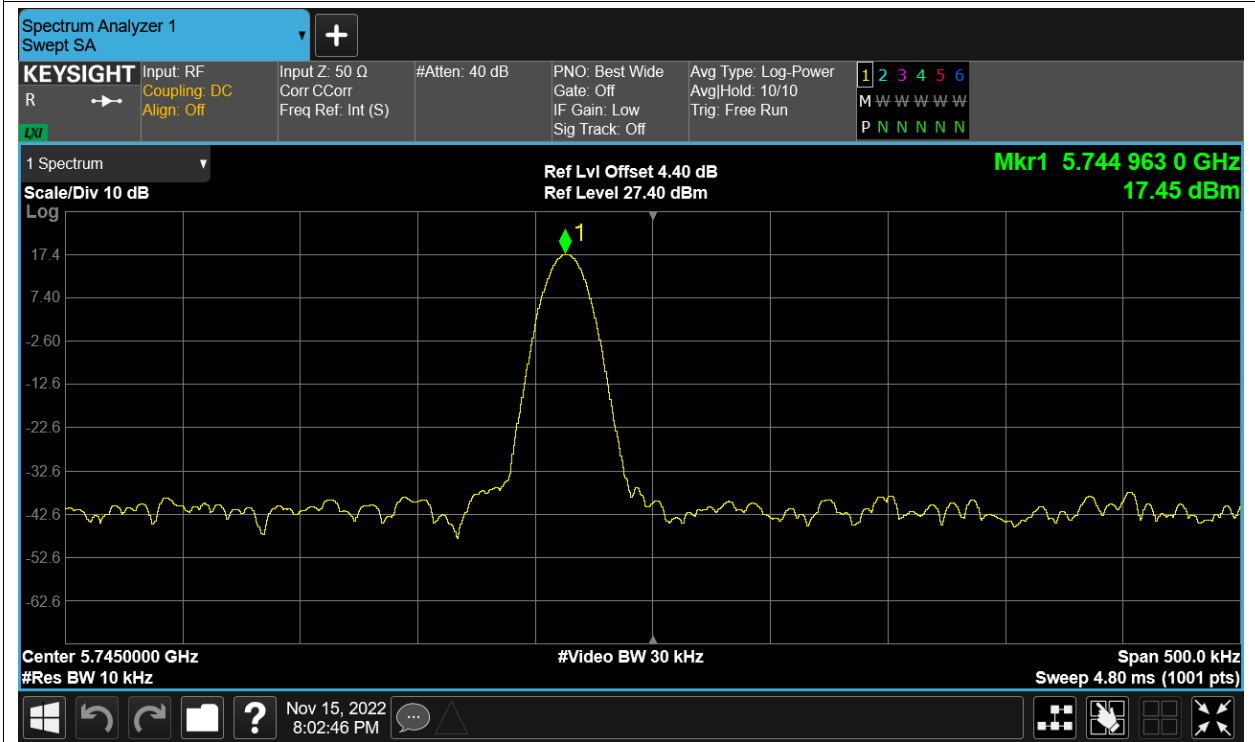 Spectrum Analyzer 1
Swept SA
▼
+
KEYSIGHT
R
LXI
Input: RF
Coupling: DC
Align: Off
Input Z: 50 Ω
Corr CCorr
Freq Ref: Int (S)
#Atten: 40 dB
PNO: Best Wide
Gate: Off
IF Gain: Low
Sig Track: Off
Avg Type: Log-Power
Avg|Hold: 10/10
Trig: Free Run
1 2 3 4 5 6
M W W W W W
P N N N N N
1 Spectrum ▼
Scale/Div 10 dB
Log
Ref Lvl Offset 4.40 dB
Ref Level 27.40 dBm
Mkr1 5.744 963 0 GHz
17.45 dBm
1
17.4
7.40
-2.60
-12.6
-22.6
-32.6
-42.6
-52.6
-62.6
Center 5.7450000 GHz
#Res BW 10 kHz
#Video BW 30 kHz
Span 500.0 kHz
Sweep 4.80 ms (1001 pts)
?
Nov 15, 2022
8:02:46 PM